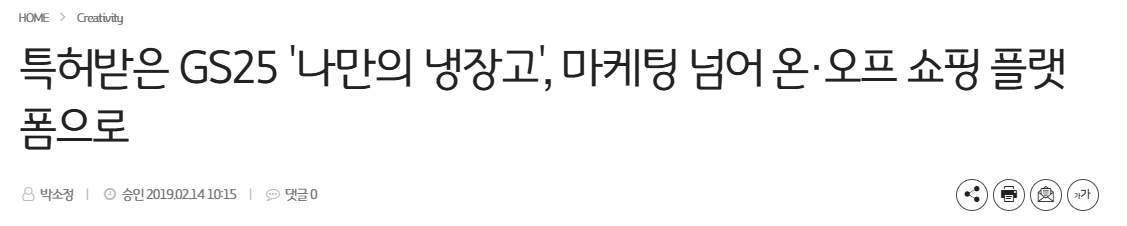 HOME > Creativity
특허받은 GS25 '나만의 냉장고', 마케팅 넘어 온·오프 쇼핑 플랫
폼으로
박소정 | 승인 2019.02.14 10:15 | 댓글 0 가가